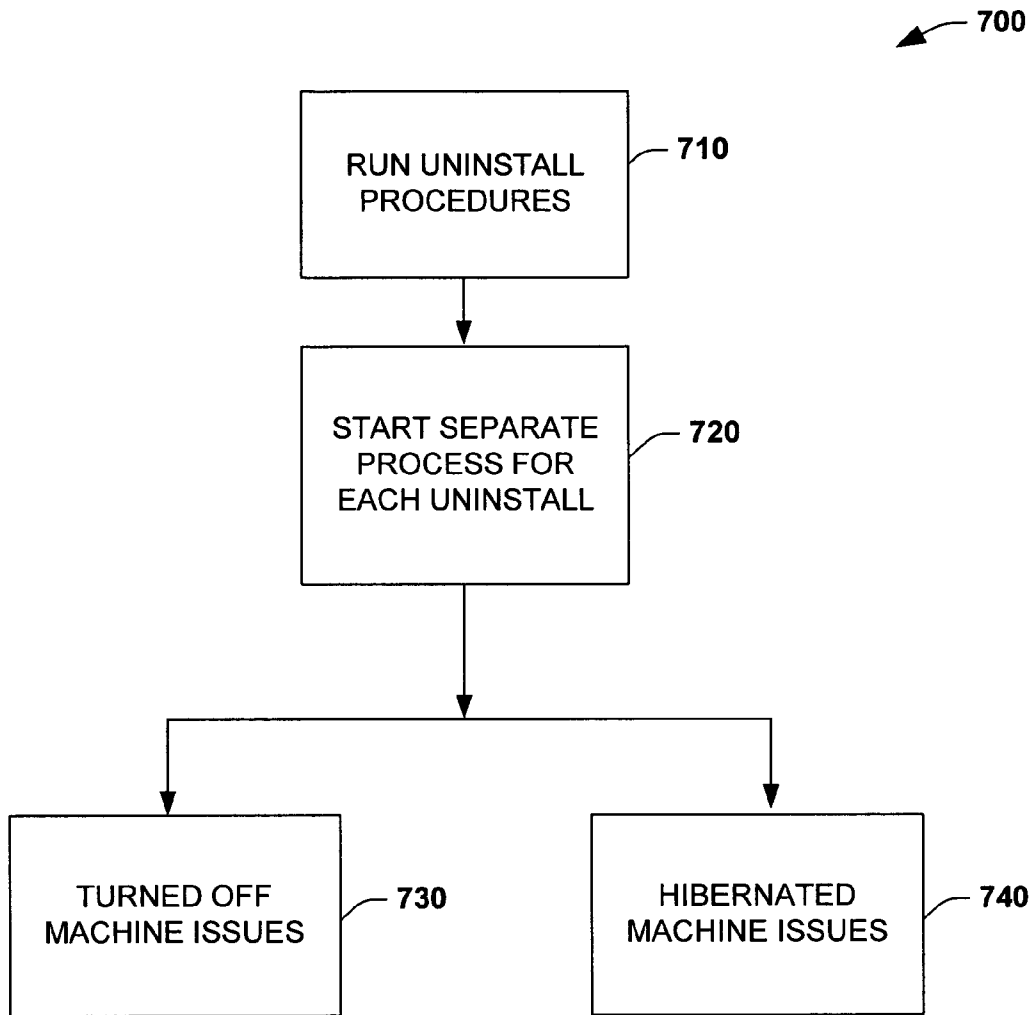 700
RUN UNINSTALL
PROCEDURES
710
START SEPARATE
PROCESS FOR
EACH UNINSTALL
720
TURNED OFF
MACHINE ISSUES
730
HIBERNATED
MACHINE ISSUES
740